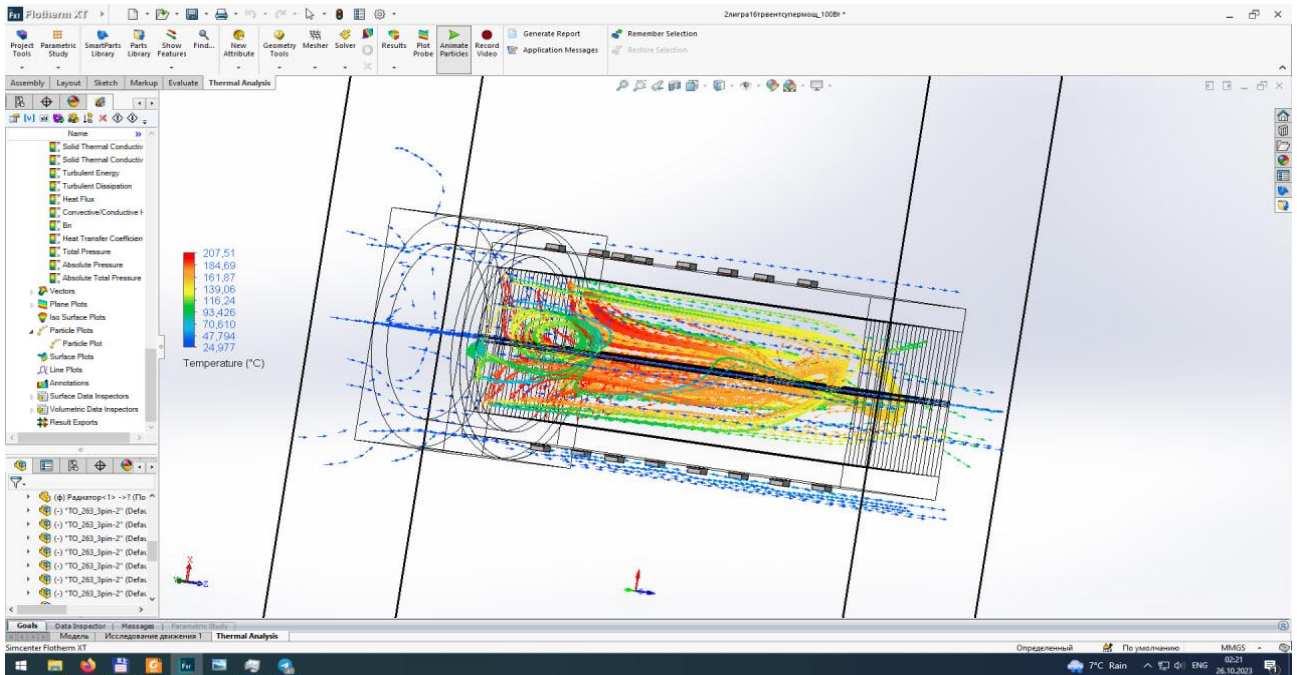 FXT Flotherm XT
2лигра16трвентсупермощ_100Вт *
Project Tools
Parametric Study
SmartParts Library
Parts Library
Show Features
Find...
New Attribute
Geometry Tools
Mesher
Solver
Results
Plot Probe
Animate Particles
Record Video
Generate Report
Application Messages
Remember Selection
Restore Selection
Assembly
Layout
Sketch
Markup
Evaluate
Thermal Analysis
Name
Solid Thermal Conductiv
Solid Thermal Conductiv
Turbulent Energy
Turbulent Dissipation
Heat Flux
Convective/Conductive H
Bn
Heat Transfer Coefficien
Total Pressure
Absolute Pressure
Absolute Total Pressure
Vectors
Plane Plots
Iso Surface Plots
Particle Plots
Particle Plot
Surface Plots
Line Plots
Annotations
Surface Data Inspectors
Volumetric Data Inspectors
Result Exports
207,51
184,69
161,87
139,06
116,24
93,426
70,610
47,794
24,977
Temperature (°C)
(ф) Радиатор<1> ->? (По
(-) "TO_263_3pin-2" (Defau
(-) "TO_263_3pin-2" (Defau
(-) "TO_263_3pin-2" (Defau
(-) "TO_263_3pin-2" (Defau
(-) "TO_263_3pin-2" (Defau
(-) "TO_263_3pin-2" (Defau
(-) "TO_263_3pin-2" (Defau
X
Y
Z
Goals
Data Inspector
Messages
Parametric Study
Модель
Исследование движения 1
Thermal Analysis
Simcenter Flotherm XT
Определенный
По умолчанию
MMGS
7°C Rain
ENG
02:21
26.10.2023